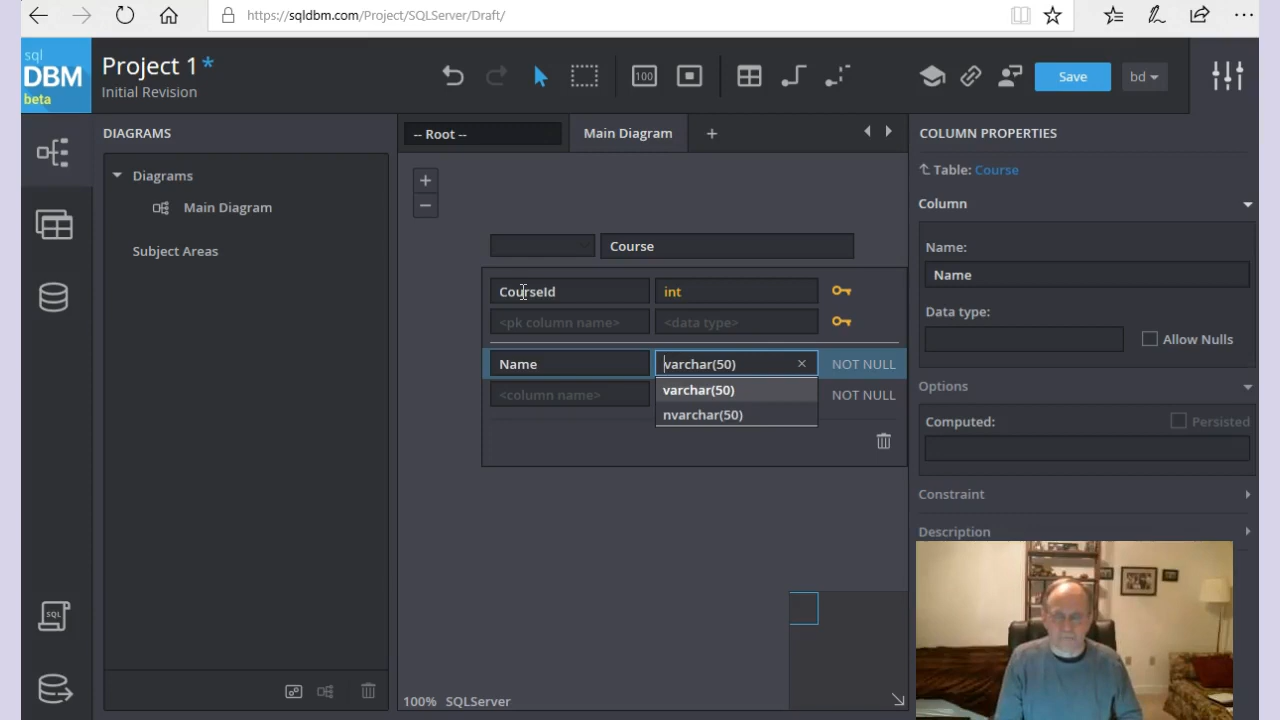 https://sqldbm.com/Project/SQLServer/Draft/
sql
DBM
beta
Project 1*
Initial Revision
100
Save
bd
DIAGRAMS
-- Root --
Main Diagram
+
COLUMN PROPERTIES
Diagrams
Main Diagram
Subject Areas
+
−
Course
CourseId
int
<pk column name>
<data type>
Name
varchar(50)
×
NOT NULL
varchar(50)
<column name>
NOT NULL
nvarchar(50)
Table: Course
Column
Name:
Name
Data type:
Allow Nulls
Options
Computed:
Persisted
Constraint
Description
SQL
100%
SQLServer